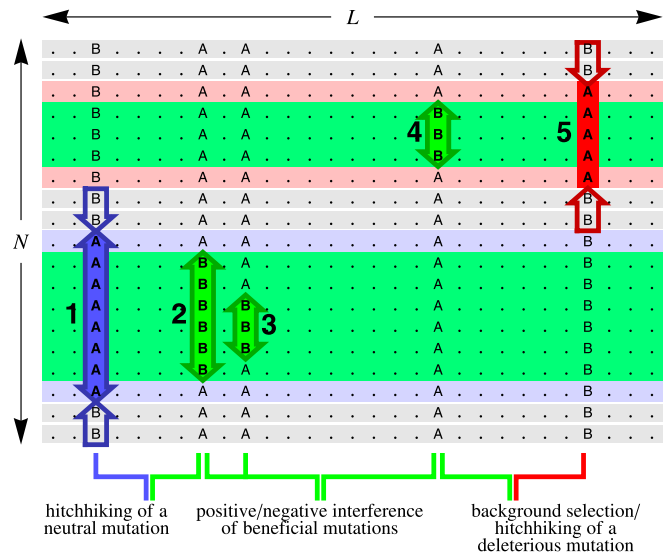 L
. . B . . . . A . A . . . . . . . . A . . . . . . B . . .
. . B . . . . A . A . . . . . . . . A . . . . . . B . . .
. . B . . . . A . A . . . . . . . . A . . . . . . A . . .
. . B . . . . A . A . . . . . . . . B . . . . . . A . . .
. . B . . . . A . A . . . . . . . . B . . . . . . A . . .
4
5
. . B . . . . A . A . . . . . . . . B . . . . . . A . . .
. . B . . . . A . A . . . . . . . . A . . . . . . A . . .
. . B . . . . A . A . . . . . . . . A . . . . . . B . . .
. . B . . . . A . A . . . . . . . . A . . . . . . B . . .
N
. . A . . . . A . A . . . . . . . . A . . . . . . B . . .
. . A . . . . B . A . . . . . . . . A . . . . . . B . . .
. . A . . . . B . A . . . . . . . . A . . . . . . B . . .
. . A . . . . B . B . . . . . . . . A . . . . . . B . . .
1
2
3
. . A . . . . B . B . . . . . . . . A . . . . . . B . . .
. . A . . . . B . B . . . . . . . . A . . . . . . B . . .
. . A . . . . B . A . . . . . . . . A . . . . . . B . . .
. . A . . . . A . A . . . . . . . . A . . . . . . B . . .
. . B . . . . A . A . . . . . . . . A . . . . . . B . . .
. . B . . . . A . A . . . . . . . . A . . . . . . B . . .
hitchhiking of a
neutral mutation
positive/negative interference
of beneficial mutations
background selection/
hitchhiking of a
deleterious mutation